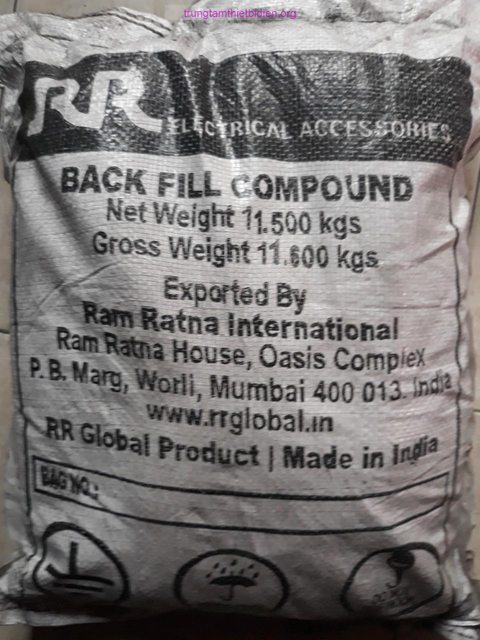 trungtamthietbidien.org
RR
ELECTRICAL ACCESSORIES
BACK FILL COMPOUND
Net Weight 11.500 kgs
Gross Weight 11.600 kgs
Exported By
Ram Ratna International
Ram Ratna House, Oasis Complex
P. B. Marg, Worli, Mumbai 400 013. India
www.rrglobal.in
RR Global Product | Made in India
BAG NO.: